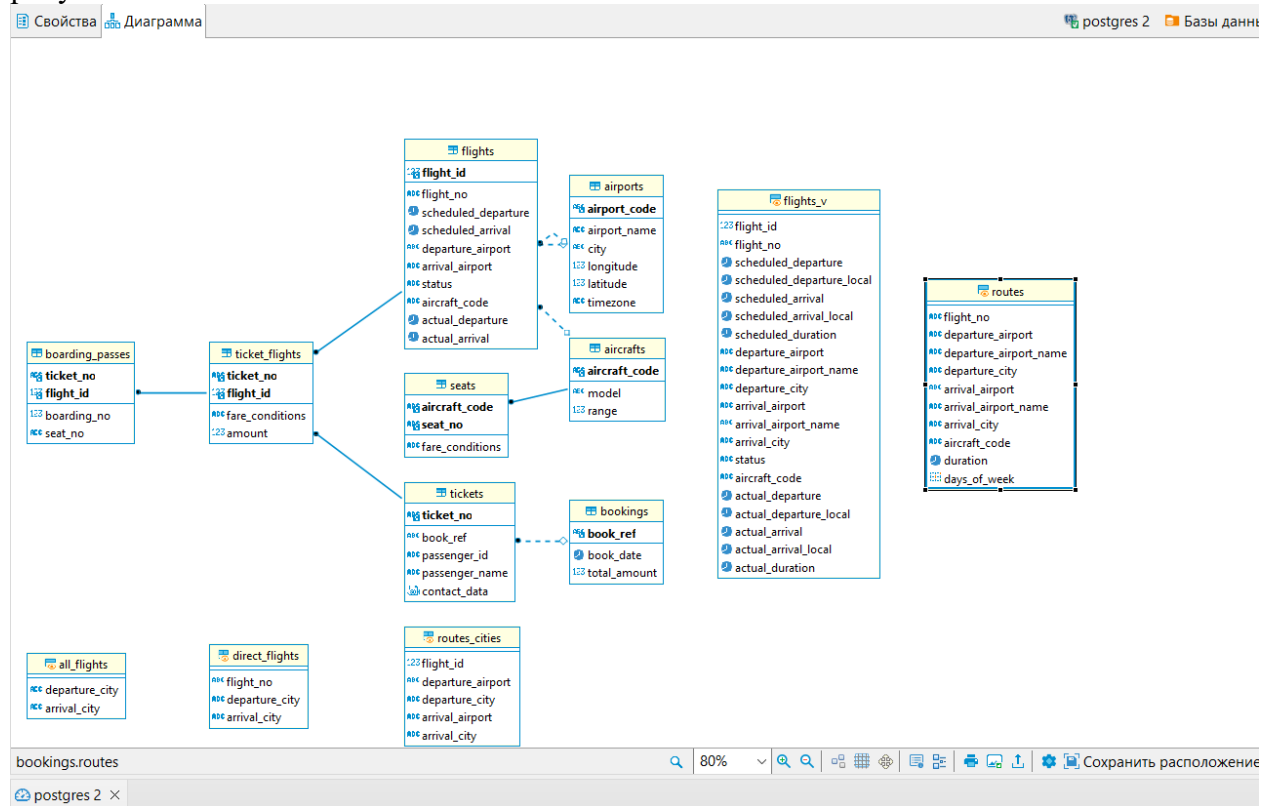 Свойства Диаграмма
postgres 2 Базы данн
flights
flight_id
flight_no
scheduled_departure
scheduled_arrival
departure_airport
arrival_airport
status
aircraft_code
actual_departure
actual_arrival
airports
airport_code
airport_name
city
longitude
latitude
timezone
flights_v
flight_id
flight_no
scheduled_departure
scheduled_departure_local
scheduled_arrival
scheduled_arrival_local
scheduled_duration
departure_airport
departure_airport_name
departure_city
arrival_airport
arrival_airport_name
arrival_city
status
aircraft_code
actual_departure
actual_departure_local
actual_arrival
actual_arrival_local
actual_duration
routes
flight_no
departure_airport
departure_airport_name
departure_city
arrival_airport
arrival_airport_name
arrival_city
aircraft_code
duration
days_of_week
boarding_passes
ticket_no
flight_id
boarding_no
seat_no
ticket_flights
ticket_no
flight_id
fare_conditions
amount
seats
aircraft_code
seat_no
fare_conditions
aircrafts
aircraft_code
model
range
tickets
ticket_no
book_ref
passenger_id
passenger_name
contact_data
bookings
book_ref
book_date
total_amount
all_flights
departure_city
arrival_city
direct_flights
flight_no
departure_city
arrival_city
routes_cities
flight_id
departure_airport
departure_city
arrival_airport
arrival_city
bookings.routes
80%
Сохранить расположение
postgres 2